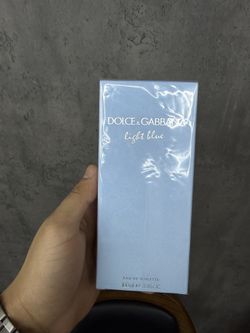 DOLCE & GABBANA
light blue
EAU DE TOILETTE